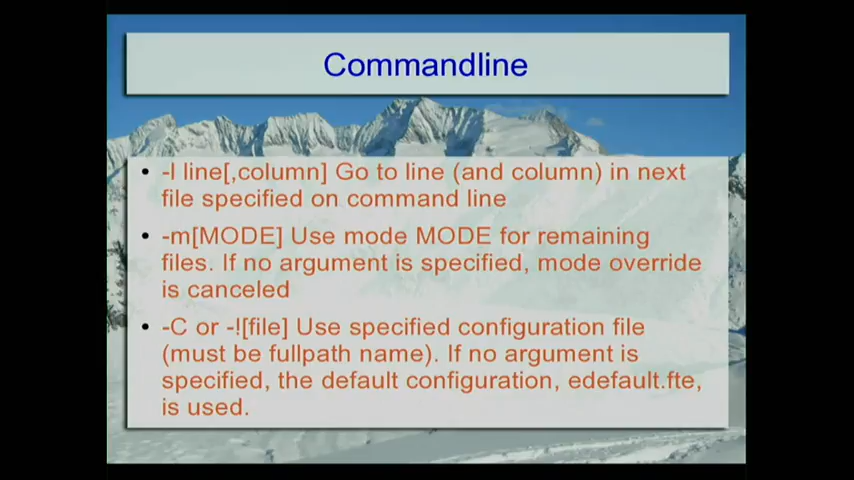 Commandline
-l line[,column] Go to line (and column) in next
file specified on command line
-m[MODE] Use mode MODE for remaining
files. If no argument is specified, mode override
is canceled
-C or -![file] Use specified configuration file
(must be fullpath name). If no argument is
specified, the default configuration, edefault.fte,
is used.